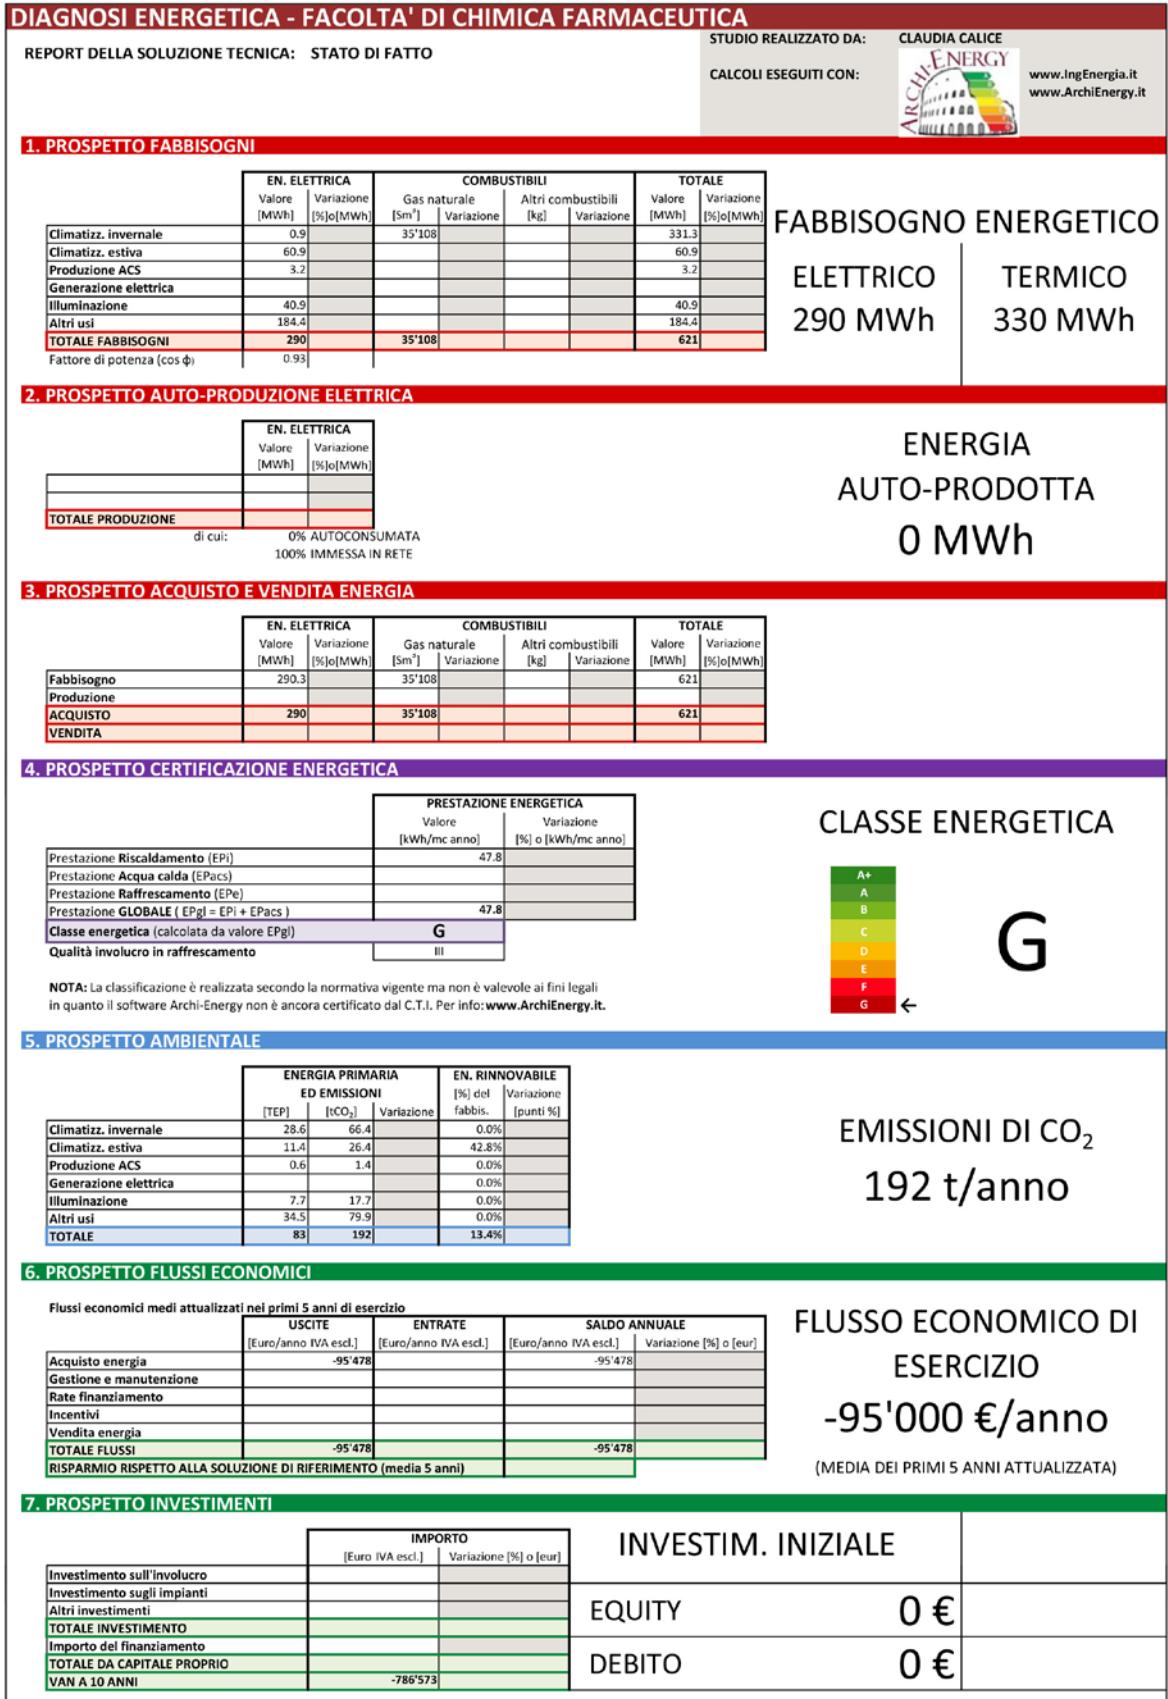 DIAGNOSI ENERGETICA - FACOLTA' DI CHIMICA FARMACEUTICA
REPORT DELLA SOLUZIONE TECNICA: STATO DI FATTO
STUDIO REALIZZATO DA: CLAUDIA CALICE
CALCOLI ESEGUITI CON:
ARCHI-ENERGY
www.IngEnergia.it
www.ArchiEnergy.it
1. PROSPETTO FABBISOGNI
EN. ELETTRICA COMBUSTIBILI TOTALE
Valore Variazione Gas naturale Altri combustibili Valore Variazione
[MWh] [%]o[MWh] [Sm³] Variazione [kg] Variazione [MWh] [%]o[MWh]
Climatizz. invernale 0.9 35'108 331.3
Climatizz. estiva 60.9 60.9
Produzione ACS 3.2 3.2
Generazione elettrica
Illuminazione 40.9 40.9
Altri usi 184.4 184.4
TOTALE FABBISOGNI 290 35'108 621
Fattore di potenza (cos ϕ) 0.93
FABBISOGNO ENERGETICO
ELETTRICO TERMICO
290 MWh 330 MWh
2. PROSPETTO AUTO-PRODUZIONE ELETTRICA
EN. ELETTRICA
Valore Variazione
[MWh] [%]o[MWh]
TOTALE PRODUZIONE
di cui: 0% AUTOCONSUMATA
100% IMMESSA IN RETE
ENERGIA
AUTO-PRODOTTA
0 MWh
3. PROSPETTO ACQUISTO E VENDITA ENERGIA
EN. ELETTRICA COMBUSTIBILI TOTALE
Valore Variazione Gas naturale Altri combustibili Valore Variazione
[MWh] [%]o[MWh] [Sm³] Variazione [kg] Variazione [MWh] [%]o[MWh]
Fabbisogno 290.3 35'108 621
Produzione
ACQUISTO 290 35'108 621
VENDITA
4. PROSPETTO CERTIFICAZIONE ENERGETICA
PRESTAZIONE ENERGETICA
Valore Variazione
[kWh/mc anno] [%] o [kWh/mc anno]
Prestazione Riscaldamento (EPi) 47.8
Prestazione Acqua calda (EPacs)
Prestazione Raffrescamento (EPe)
Prestazione GLOBALE ( EPgl = EPi + EPacs ) 47.8
Classe energetica (calcolata da valore EPgl) G
Qualità involucro in raffrescamento III
NOTA: La classificazione è realizzata secondo la normativa vigente ma non è valevole ai fini legali
in quanto il software Archi-Energy non è ancora certificato dal C.T.I. Per info: www.ArchiEnergy.it.
CLASSE ENERGETICA
A+
A
B
C
D
E
F
G ←
G
5. PROSPETTO AMBIENTALE
ENERGIA PRIMARIA EN. RINNOVABILE
ED EMISSIONI [%] del Variazione
[TEP] [tCO₂] Variazione fabbis. [punti %]
Climatizz. invernale 28.6 66.4 0.0%
Climatizz. estiva 11.4 26.4 42.8%
Produzione ACS 0.6 1.4 0.0%
Generazione elettrica 0.0%
Illuminazione 7.7 17.7 0.0%
Altri usi 34.5 79.9 0.0%
TOTALE 83 192 13.4%
EMISSIONI DI CO₂
192 t/anno
6. PROSPETTO FLUSSI ECONOMICI
Flussi economici medi attualizzati nei primi 5 anni di esercizio
USCITE ENTRATE SALDO ANNUALE
[Euro/anno IVA escl.] [Euro/anno IVA escl.] [Euro/anno IVA escl.] Variazione [%] o [eur]
Acquisto energia -95'478 -95'478
Gestione e manutenzione
Rate finanziamento
Incentivi
Vendita energia
TOTALE FLUSSI -95'478 -95'478
RISPARMIO RISPETTO ALLA SOLUZIONE DI RIFERIMENTO (media 5 anni)
FLUSSO ECONOMICO DI
ESERCIZIO
-95'000 €/anno
(MEDIA DEI PRIMI 5 ANNI ATTUALIZZATA)
7. PROSPETTO INVESTIMENTI
IMPORTO
[Euro IVA escl.] Variazione [%] o [eur]
Investimento sull'involucro
Investimento sugli impianti
Altri investimenti
TOTALE INVESTIMENTO
Importo del finanziamento
TOTALE DA CAPITALE PROPRIO
VAN A 10 ANNI -786'573
INVESTIM. INIZIALE
EQUITY 0 €
DEBITO 0 €